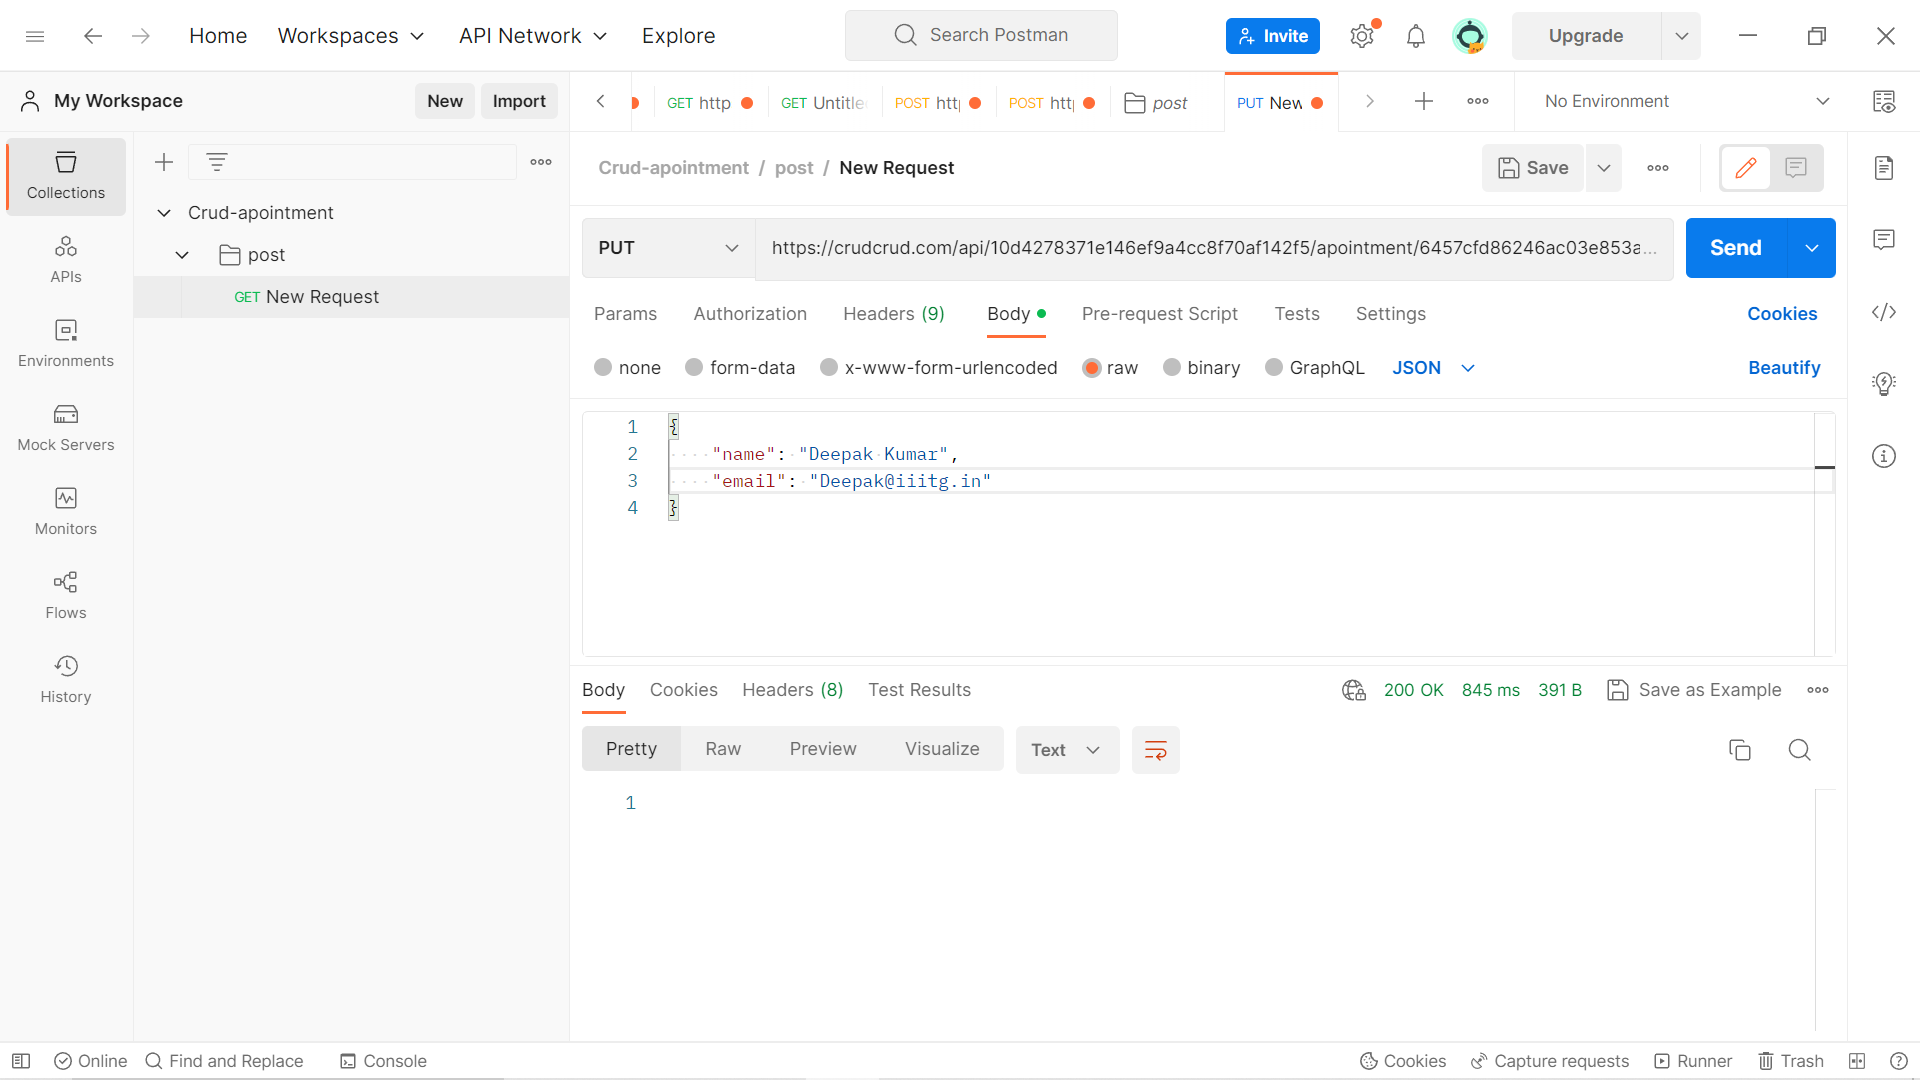 Home Workspaces API Network Explore Search Postman Invite Upgrade
My Workspace New Import
GET http GET Untitle POST htt POST htt post PUT New No Environment
Collections
APIs
Environments
Mock Servers
Monitors
Flows
History
Crud-apointment
post
GET New Request
Crud-apointment / post / New Request Save
PUT https://crudcrud.com/api/10d4278371e146ef9a4cc8f70af142f5/apointment/6457cfd86246ac03e853a... Send
Params Authorization Headers (9) Body Pre-request Script Tests Settings Cookies
none form-data x-www-form-urlencoded raw binary GraphQL JSON Beautify
1 {
2 "name": "Deepak Kumar",
3 "email": "Deepak@iiitg.in"
4 }
Body Cookies Headers (8) Test Results 200 OK 845 ms 391 B Save as Example
Pretty Raw Preview Visualize Text
1
Online Find and Replace Console Cookies Capture requests Runner Trash